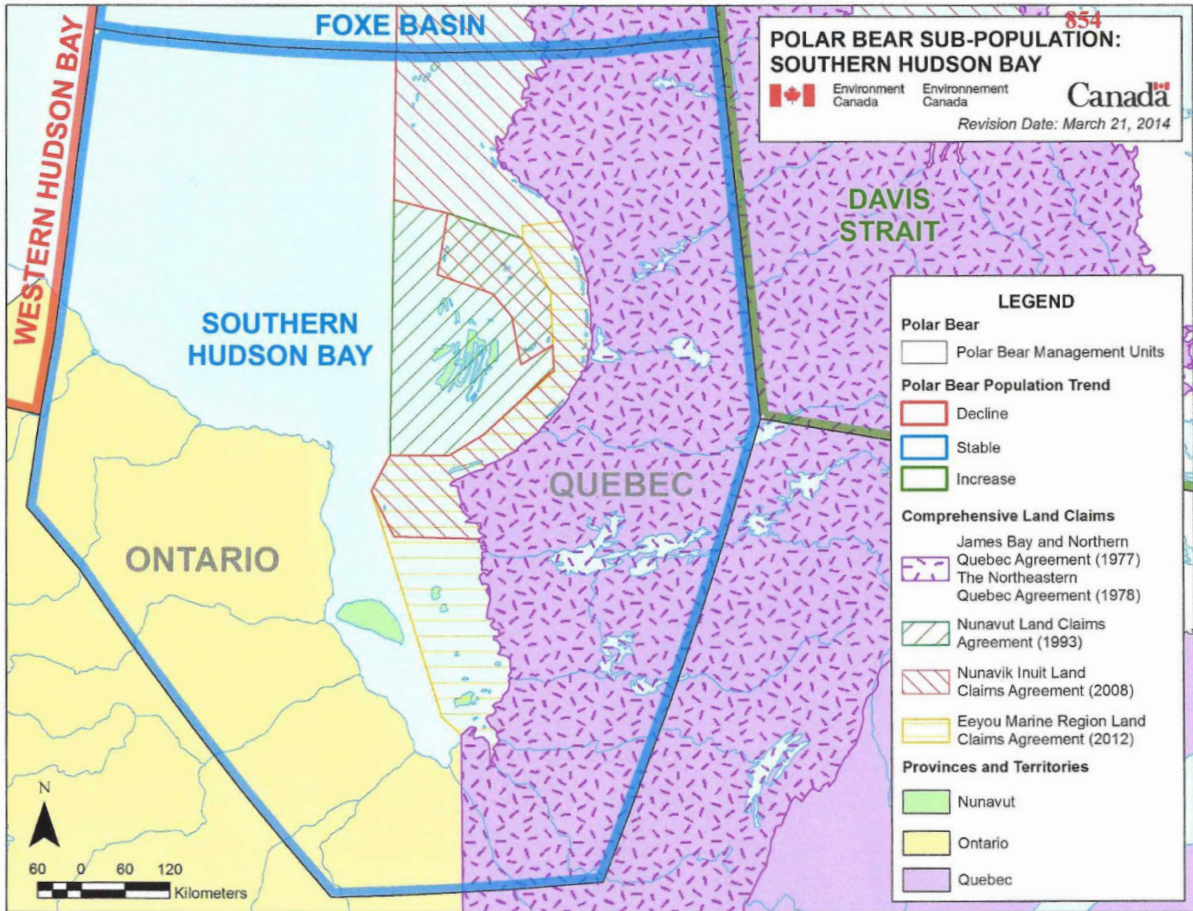 854
POLAR BEAR SUB-POPULATION:
SOUTHERN HUDSON BAY
Environment
Canada
Environnement
Canada
Canada
Revision Date: March 21, 2014
FOXE BASIN
WESTERN HUDSON BAY
DAVIS
STRAIT
SOUTHERN
HUDSON BAY
QUEBEC
ONTARIO
LEGEND
Polar Bear
Polar Bear Management Units
Polar Bear Population Trend
Decline
Stable
Increase
Comprehensive Land Claims
James Bay and Northern
Quebec Agreement (1977)
The Northeastern
Quebec Agreement (1978)
Nunavut Land Claims
Agreement (1993)
Nunavik Inuit Land
Claims Agreement (2008)
Eeyou Marine Region Land
Claims Agreement (2012)
Provinces and Territories
Nunavut
Ontario
Quebec
N
60 0 60 120
Kilometers